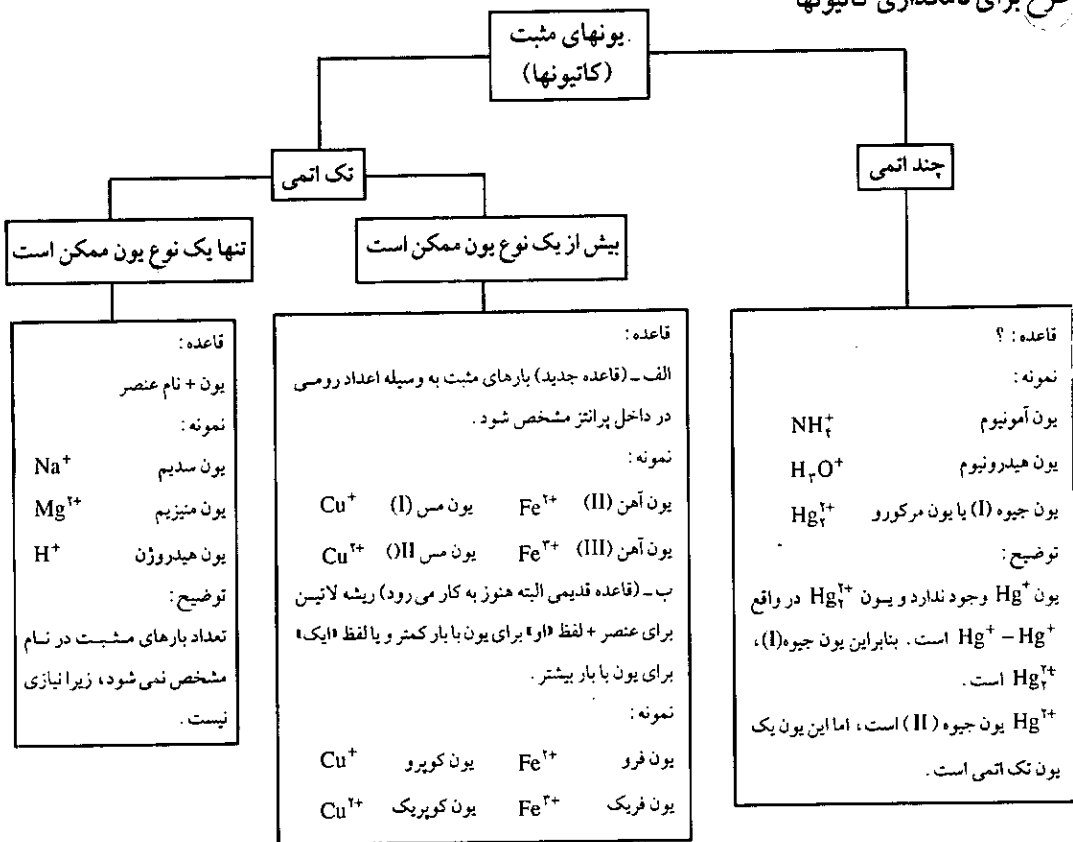 طرح برای نامگذاری کاتیونها
یونهای مثبت
(کاتیونها)
چند اتمی
تک اتمی
بیش از یک نوع یون ممکن است
تنها یک نوع یون ممکن است
قاعده: ؟
نمونه:
یون آمونیوم NH₄⁺
یون هیدرونیوم H₃O⁺
یون جیوه (I) یا یون مرکورو Hg₂²⁺
توضیح:
یون Hg⁺ وجود ندارد و یون Hg₂²⁺ در واقع
Hg⁺ – Hg⁺ است. بنابراین یون جیوه(I)،
Hg₂²⁺ است.
Hg²⁺ یون جیوه (II) است، اما این یون یک
یون تک اتمی است.
قاعده:
الف ـ (قاعده جدید) بارهای مثبت به وسیله اعداد رومی
در داخل پرانتز مشخص شود.
نمونه:
یون آهن (II) Fe²⁺ یون مس (I) Cu⁺
یون آهن (III) Fe³⁺ یون مس (II) Cu²⁺
ب ـ (قاعده قدیمی البته هنوز به کار می رود) ریشه لاتین
برای عنصر + لفظ «او» برای یون با بار کمتر و یا لفظ «ایک»
برای یون با بار بیشتر.
نمونه:
یون فرو Fe²⁺ یون کوپرو Cu⁺
یون فریک Fe³⁺ یون کوپریک Cu²⁺
قاعده:
یون + نام عنصر
نمونه:
یون سدیم Na⁺
یون منیزیم Mg²⁺
یون هیدروژن H⁺
توضیح:
تعداد بارهای مثبت در نام
مشخص نمی شود، زیرا نیازی
نیست.